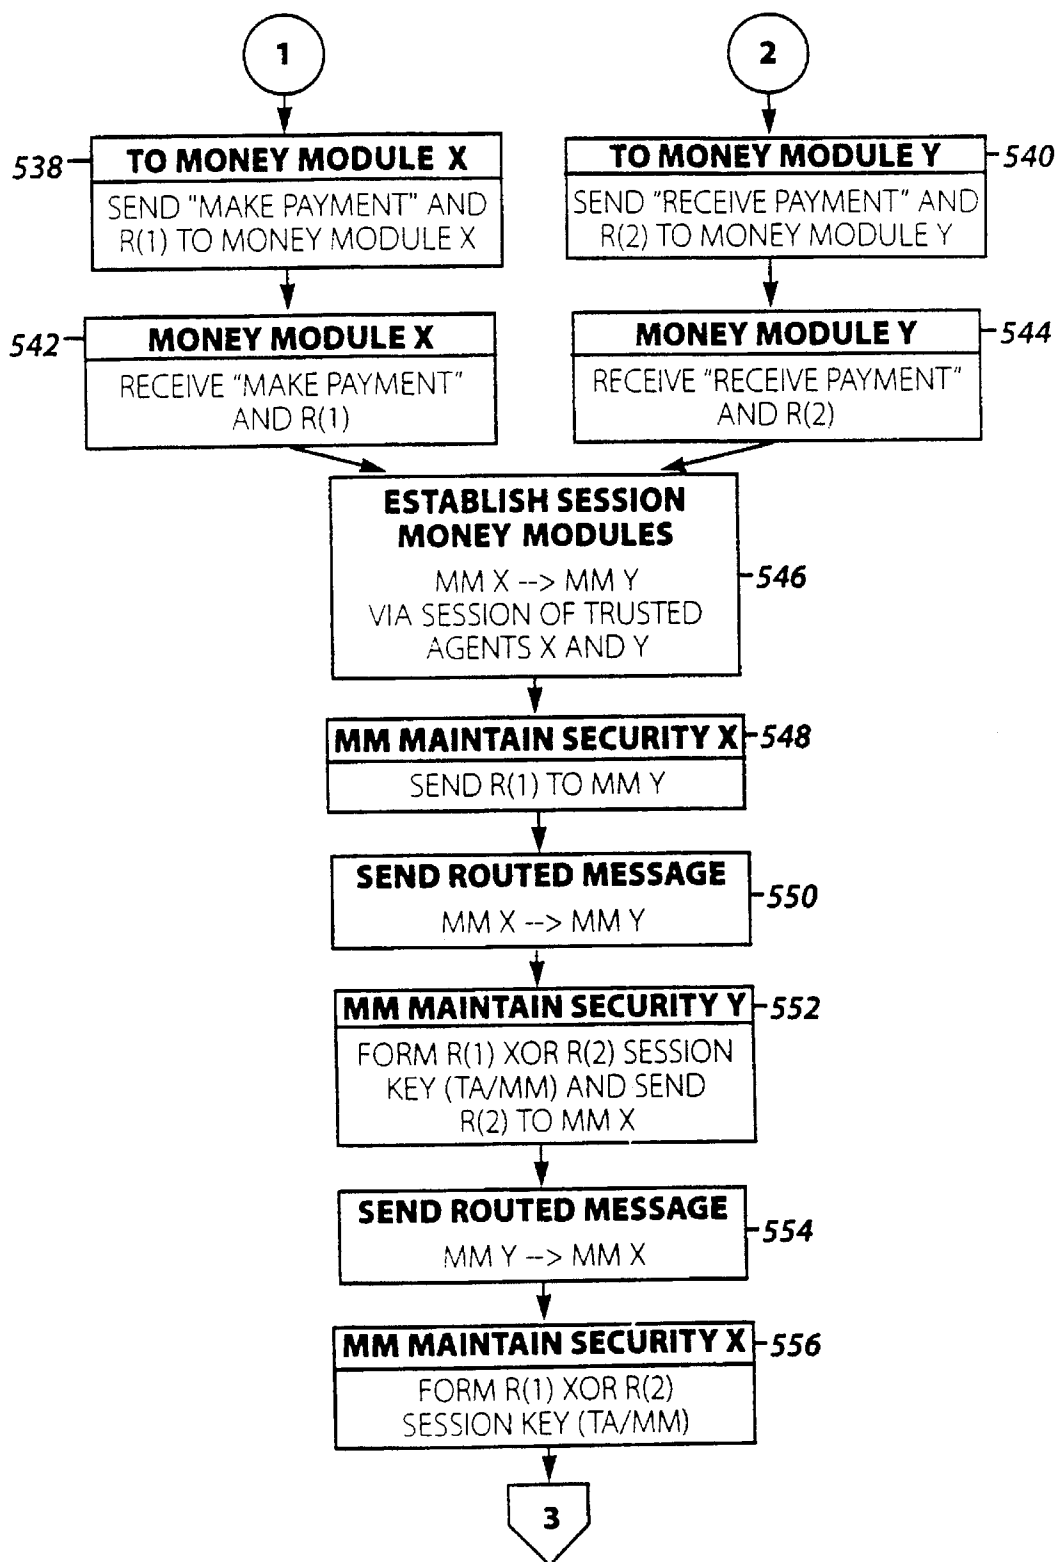 1
2
538
TO MONEY MODULE X
SEND "MAKE PAYMENT" AND
R(1) TO MONEY MODULE X
TO MONEY MODULE Y
540
SEND "RECEIVE PAYMENT" AND
R(2) TO MONEY MODULE Y
542
MONEY MODULE X
RECEIVE "MAKE PAYMENT"
AND R(1)
MONEY MODULE Y
544
RECEIVE "RECEIVE PAYMENT"
AND R(2)
ESTABLISH SESSION
MONEY MODULES
MM X --> MM Y
VIA SESSION OF TRUSTED
AGENTS X AND Y
546
MM MAINTAIN SECURITY X
548
SEND R(1) TO MM Y
SEND ROUTED MESSAGE
MM X --> MM Y
550
MM MAINTAIN SECURITY Y
552
FORM R(1) XOR R(2) SESSION
KEY (TA/MM) AND SEND
R(2) TO MM X
SEND ROUTED MESSAGE
MM Y --> MM X
554
MM MAINTAIN SECURITY X
556
FORM R(1) XOR R(2)
SESSION KEY (TA/MM)
3